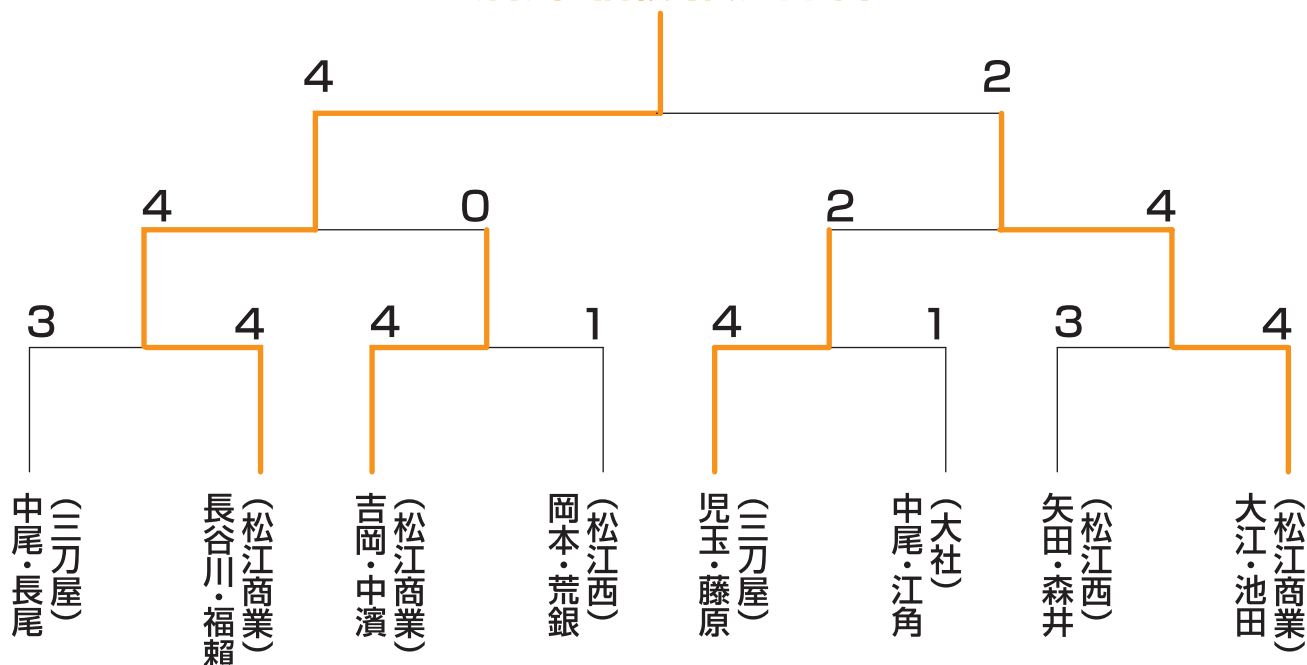 4 2
4 0 2 4
3 4 4 1 4 1 3 4
中尾・長尾
（三刀屋）
長谷川・福頼
（松江商業）
吉岡・中濱
（松江商業）
岡本・荒銀
（松江西）
児玉・藤原
（三刀屋）
中尾・江角
（大社）
矢田・森井
（松江西）
大江・池田
（松江商業）